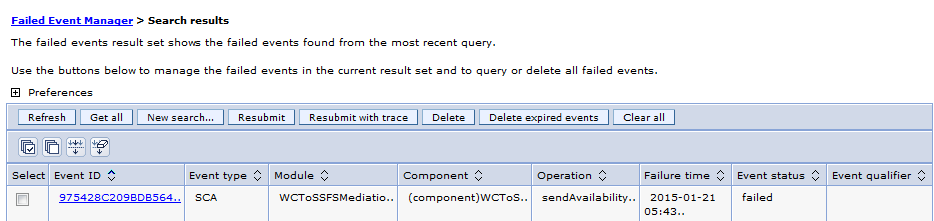 Failed Event Manager > Search results
The failed events result set shows the failed events found from the most recent query.
Use the buttons below to manage the failed events in the current result set and to query or delete all failed events.
Preferences
Refresh Get all New search... Resubmit Resubmit with trace Delete Delete expired events Clear all
Select Event ID Event type Module Component Operation Failure time Event status Event qualifier
975428C209BDB564.. SCA WCToSSFSMediatio.. (component)WCToS.. sendAvailability.. 2015-01-21 failed
05:43..